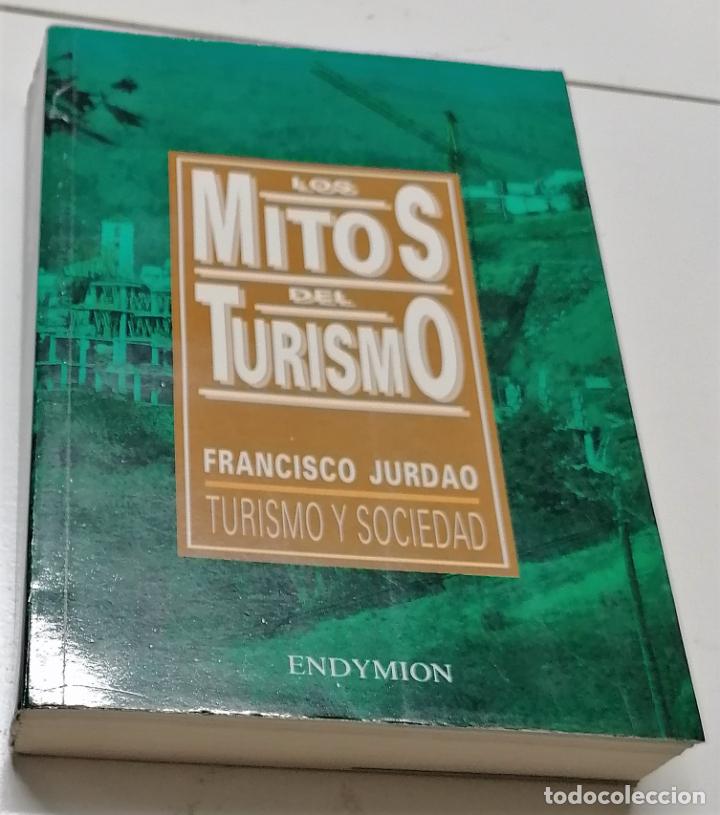 LOS
MITOS
DEL
TURISMO
FRANCISCO JURDAO
TURISMO Y SOCIEDAD
ENDYMION
todocoleccion